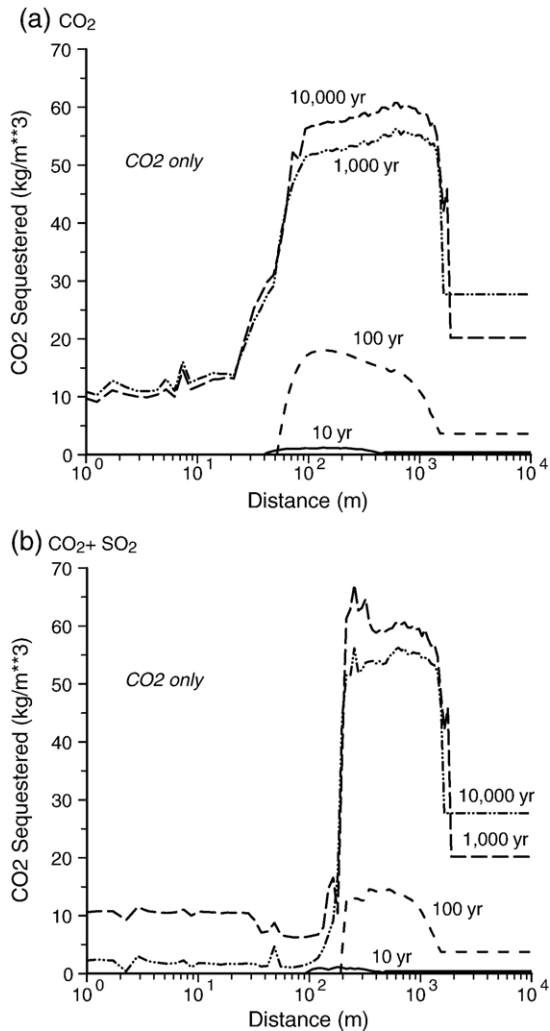 (a) CO2
70
60
50
40
30
20
10
0
CO2 Sequestered (kg/m**3)
CO2 only
10,000 yr
1,000 yr
100 yr
10 yr
10^0 10^1 10^2 10^3 10^4
Distance (m)
(b) CO2+ SO2
70
60
50
40
30
20
10
0
CO2 Sequestered (kg/m**3)
CO2 only
10,000 yr
1,000 yr
100 yr
10 yr
10^0 10^1 10^2 10^3 10^4
Distance (m)